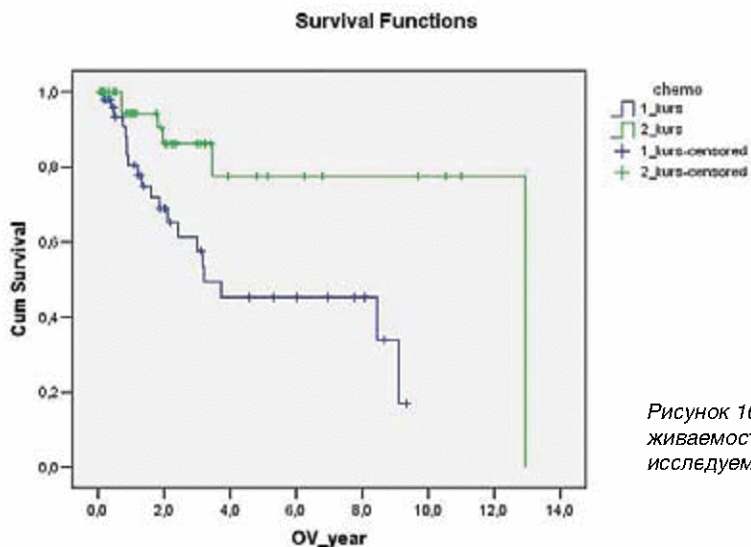 Survival Functions
1,0
0,8
0,6
0,4
0,2
0,0
Cum Survival
0,0 2,0 4,0 6,0 8,0 10,0 12,0 14,0
OV_year
chemo
1_kurs
2_kurs
1_kurs-censored
2_kurs-censored
Рисунок 16
живаемост
исследуем